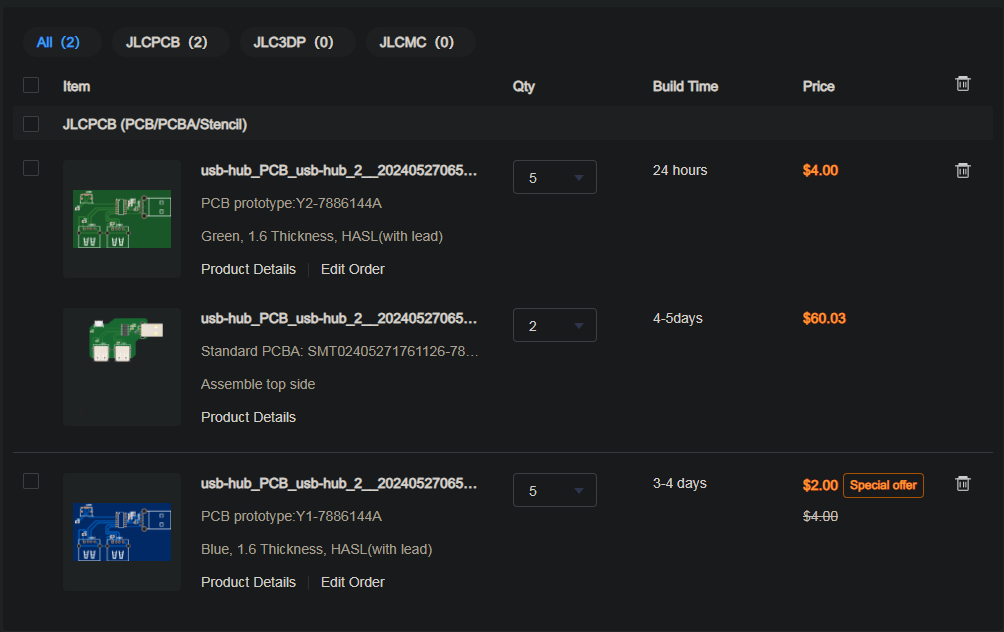 All (2) JLCPCB (2) JLC3DP (0) JLCMC (0)
Item Qty Build Time Price
JLCPCB (PCB/PCBA/Stencil)
usb-hub_PCB_usb-hub_2__20240527065... 5 24 hours $4.00
PCB prototype:Y2-7886144A
Green, 1.6 Thickness, HASL(with lead)
Product Details Edit Order
usb-hub_PCB_usb-hub_2__20240527065... 2 4-5days $60.03
Standard PCBA: SMT02405271761126-78...
Assemble top side
Product Details
usb-hub_PCB_usb-hub_2__20240527065... 5 3-4 days $2.00 Special offer
PCB prototype:Y1-7886144A $4.00
Blue, 1.6 Thickness, HASL(with lead)
Product Details Edit Order